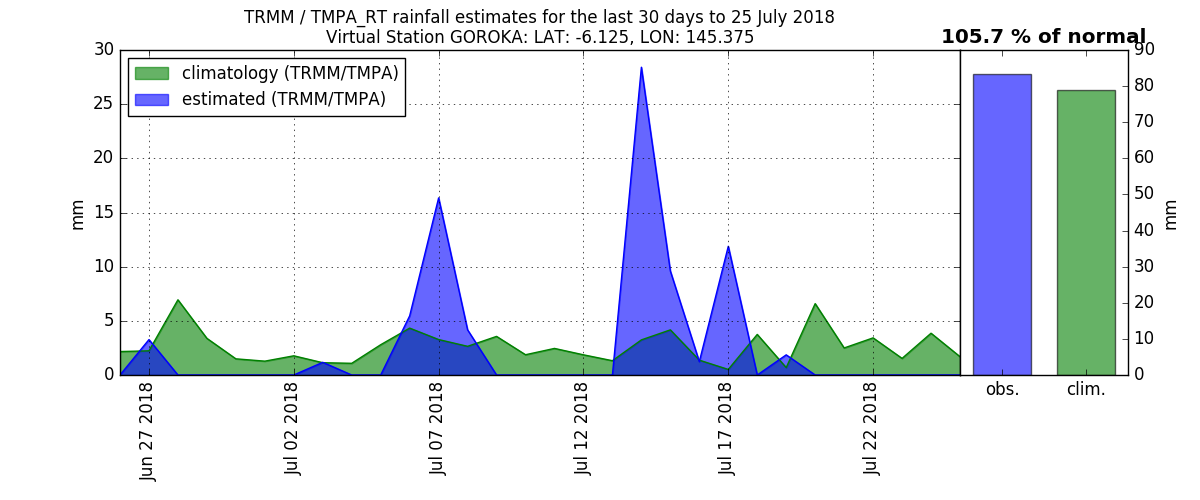 TRMM / TMPA_RT rainfall estimates for the last 30 days to 25 July 2018
Virtual Station GOROKA: LAT: -6.125, LON: 145.375
105.7 % of normal
climatology (TRMM/TMPA)
estimated (TRMM/TMPA)
30
25
20
15
10
5
0
mm
Jun 27 2018
Jul 02 2018
Jul 07 2018
Jul 12 2018
Jul 17 2018
Jul 22 2018
90
80
70
60
50
40
30
20
10
0
mm
obs.
clim.